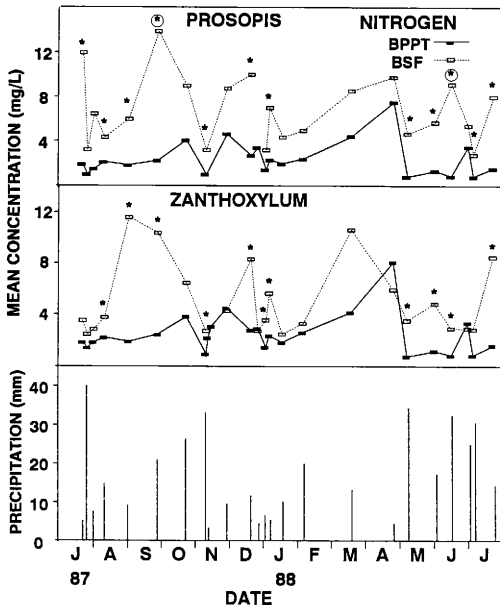 PROSOPIS
NITROGEN
BPPT
BSF
12
8
4
MEAN CONCENTRATION (mg/L)
ZANTHOXYLUM
12
8
4
0
PRECIPITATION (mm)
40
30
20
10
0
J A S O N D J F M A M J J
87 88
DATE